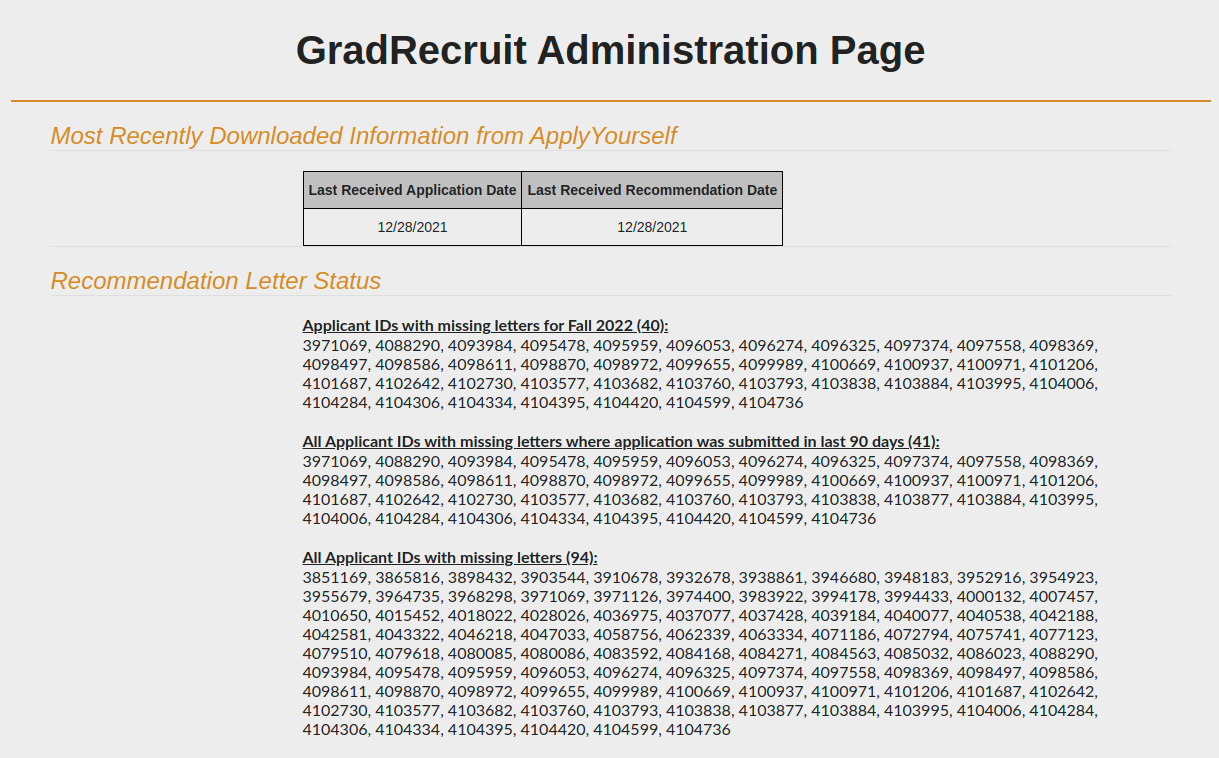 GradRecruit Administration Page
Most Recently Downloaded Information from ApplyYourself
Last Received Application Date Last Received Recommendation Date
12/28/2021 12/28/2021
Recommendation Letter Status
Applicant IDs with missing letters for Fall 2022 (40):
3971069, 4088290, 4093984, 4095478, 4095959, 4096053, 4096274, 4096325, 4097374, 4097558, 4098369,
4098497, 4098586, 4098611, 4098870, 4098972, 4099655, 4099989, 4100669, 4100937, 4100971, 4101206,
4101687, 4102642, 4102730, 4103577, 4103682, 4103760, 4103793, 4103838, 4103884, 4103995, 4104006,
4104284, 4104306, 4104334, 4104395, 4104420, 4104599, 4104736
All Applicant IDs with missing letters where application was submitted in last 90 days (41):
3971069, 4088290, 4093984, 4095478, 4095959, 4096053, 4096274, 4096325, 4097374, 4097558, 4098369,
4098497, 4098586, 4098611, 4098870, 4098972, 4099655, 4099989, 4100669, 4100937, 4100971, 4101206,
4101687, 4102642, 4102730, 4103577, 4103682, 4103760, 4103793, 4103838, 4103877, 4103884, 4103995,
4104006, 4104284, 4104306, 4104334, 4104395, 4104420, 4104599, 4104736
All Applicant IDs with missing letters (94):
3851169, 3865816, 3898432, 3903544, 3910678, 3932678, 3938861, 3946680, 3948183, 3952916, 3954923,
3955679, 3964735, 3968298, 3971069, 3971126, 3974400, 3983922, 3994178, 3994433, 4000132, 4007457,
4010650, 4015452, 4018022, 4028026, 4036975, 4037077, 4037428, 4039184, 4040077, 4040538, 4042188,
4042581, 4043322, 4046218, 4047033, 4058756, 4062339, 4063334, 4071186, 4072794, 4075741, 4077123,
4079510, 4079618, 4080085, 4080086, 4083592, 4084168, 4084271, 4084563, 4085032, 4086023, 4088290,
4093984, 4095478, 4095959, 4096053, 4096274, 4096325, 4097374, 4097558, 4098369, 4098497, 4098586,
4098611, 4098870, 4098972, 4099655, 4099989, 4100669, 4100937, 4100971, 4101206, 4101687, 4102642,
4102730, 4103577, 4103682, 4103760, 4103793, 4103838, 4103877, 4103884, 4103995, 4104006, 4104284,
4104306, 4104334, 4104395, 4104420, 4104599, 4104736